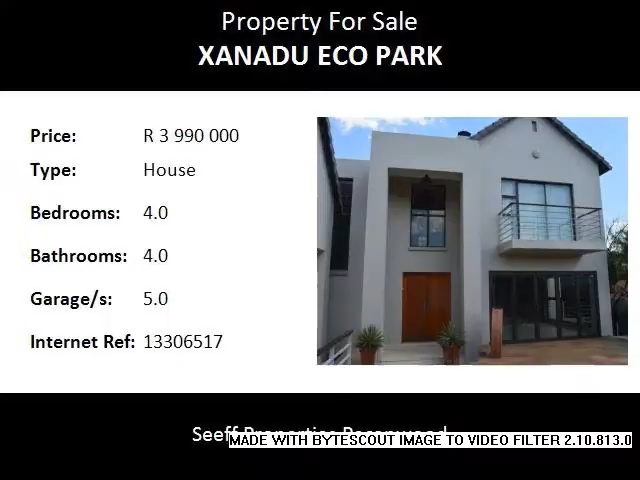 Property For Sale
XANADU ECO PARK
Price: R 3 990 000
Type: House
Bedrooms: 4.0
Bathrooms: 4.0
Garage/s: 5.0
Internet Ref: 13306517
Seeff Properties
MADE WITH BYTESCOUT IMAGE TO VIDEO FILTER 2.10.813.0